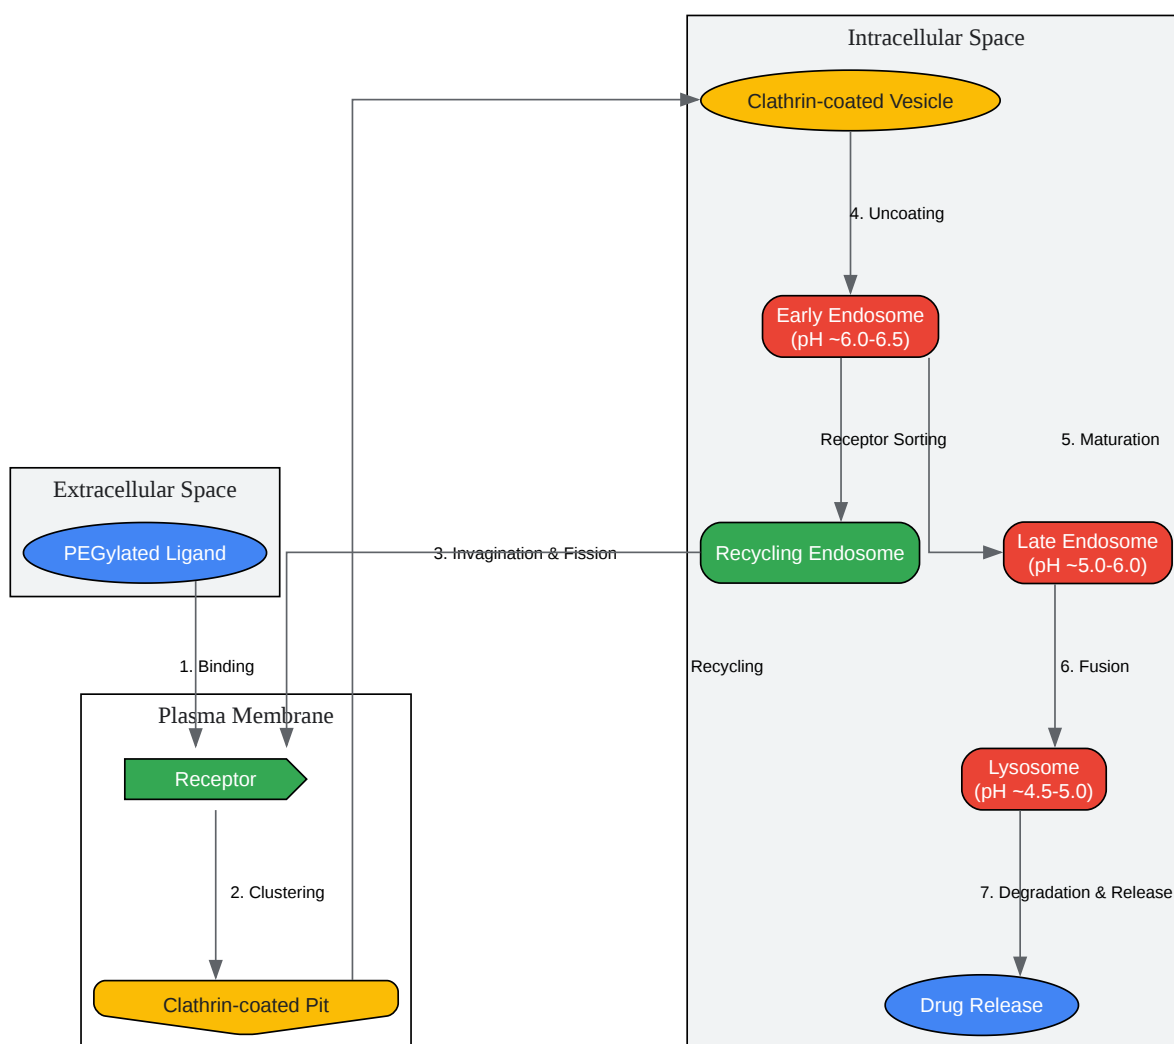 Intracellular Space
Clathrin-coated Vesicle
4. Uncoating
Early Endosome
(pH ~6.0-6.5)
Receptor Sorting
5. Maturation
Extracellular Space
PEGylated Ligand
3. Invagination & Fission
Recycling Endosome
Late Endosome
(pH ~5.0-6.0)
1. Binding
Recycling
6. Fusion
Plasma Membrane
Receptor
Lysosome
(pH ~4.5-5.0)
2. Clustering
7. Degradation & Release
Clathrin-coated Pit
Drug Release